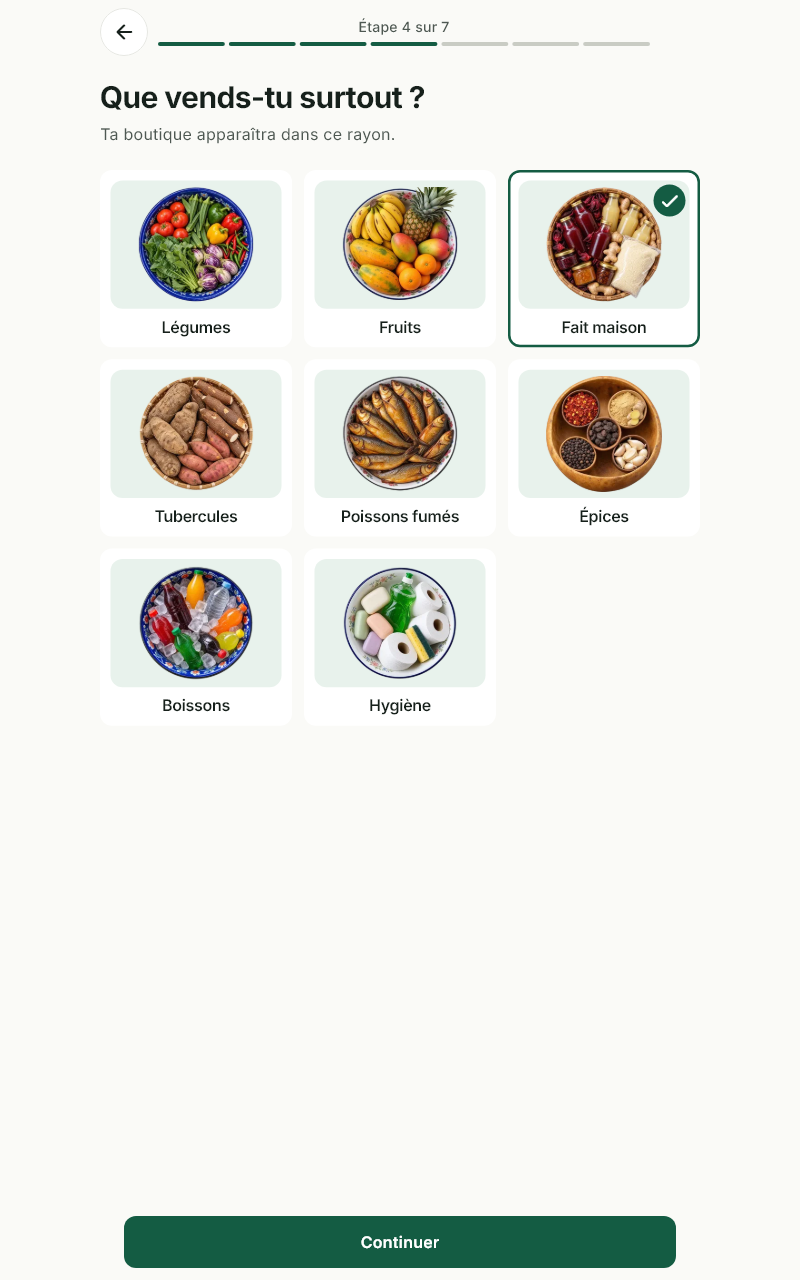 Étape 4 sur 7
Que vends-tu surtout ?
Ta boutique apparaîtra dans ce rayon.
Légumes
Fruits
Fait maison
Tubercules
Poissons fumés
Épices
Boissons
Hygiène
Continuer